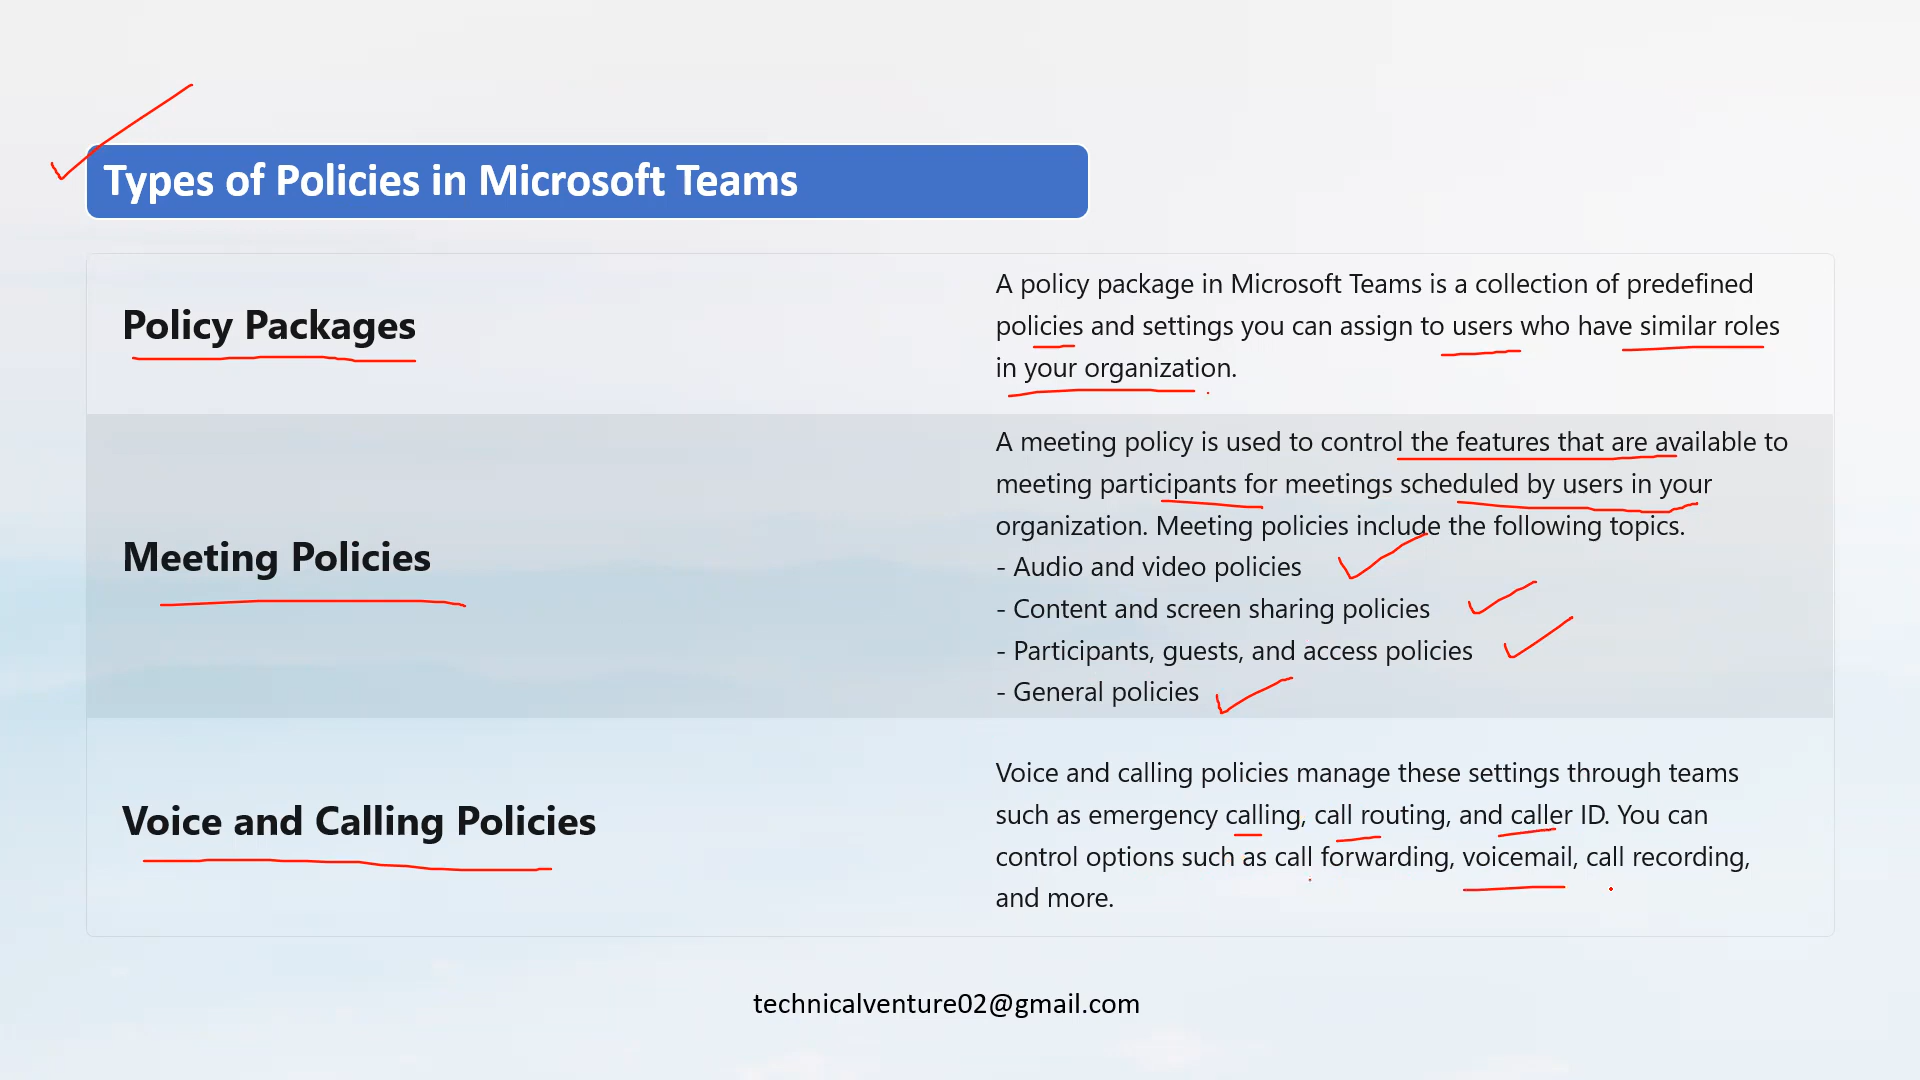 Types of Policies in Microsoft Teams
Policy Packages
A policy package in Microsoft Teams is a collection of predefined
policies and settings you can assign to users who have similar roles
in your organization.
Meeting Policies
A meeting policy is used to control the features that are available to
meeting participants for meetings scheduled by users in your
organization. Meeting policies include the following topics.
- Audio and video policies
- Content and screen sharing policies
- Participants, guests, and access policies
- General policies
Voice and Calling Policies
Voice and calling policies manage these settings through teams
such as emergency calling, call routing, and caller ID. You can
control options such as call forwarding, voicemail, call recording,
and more.
technicalventure02@gmail.com